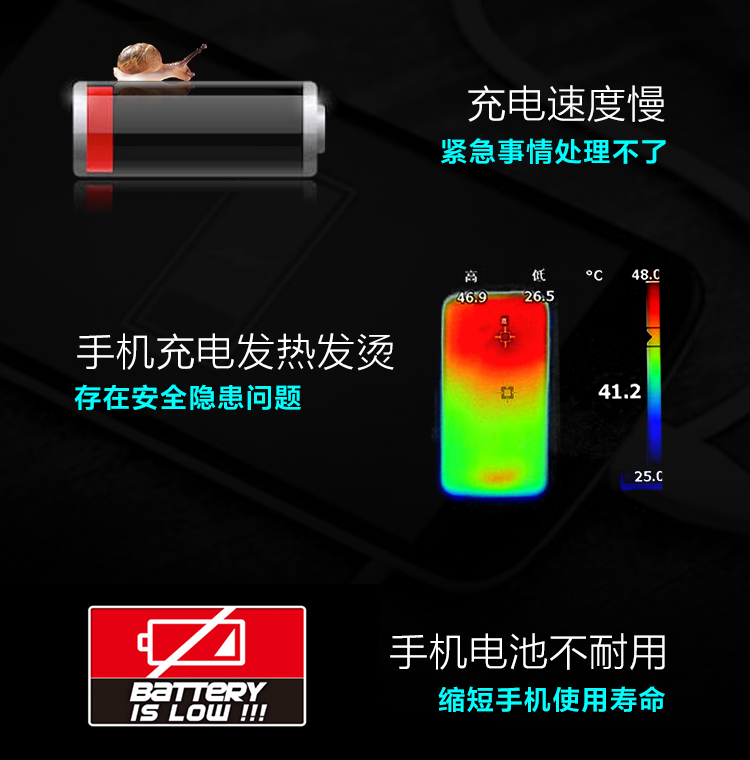 充电速度慢
紧急事情处理不了
高 低 °C 48.0
46.9 26.5
手机充电发热发烫
存在安全隐患问题
41.2
25.0
BATTERY
IS LOW !!!
手机电池不耐用
缩短手机使用寿命